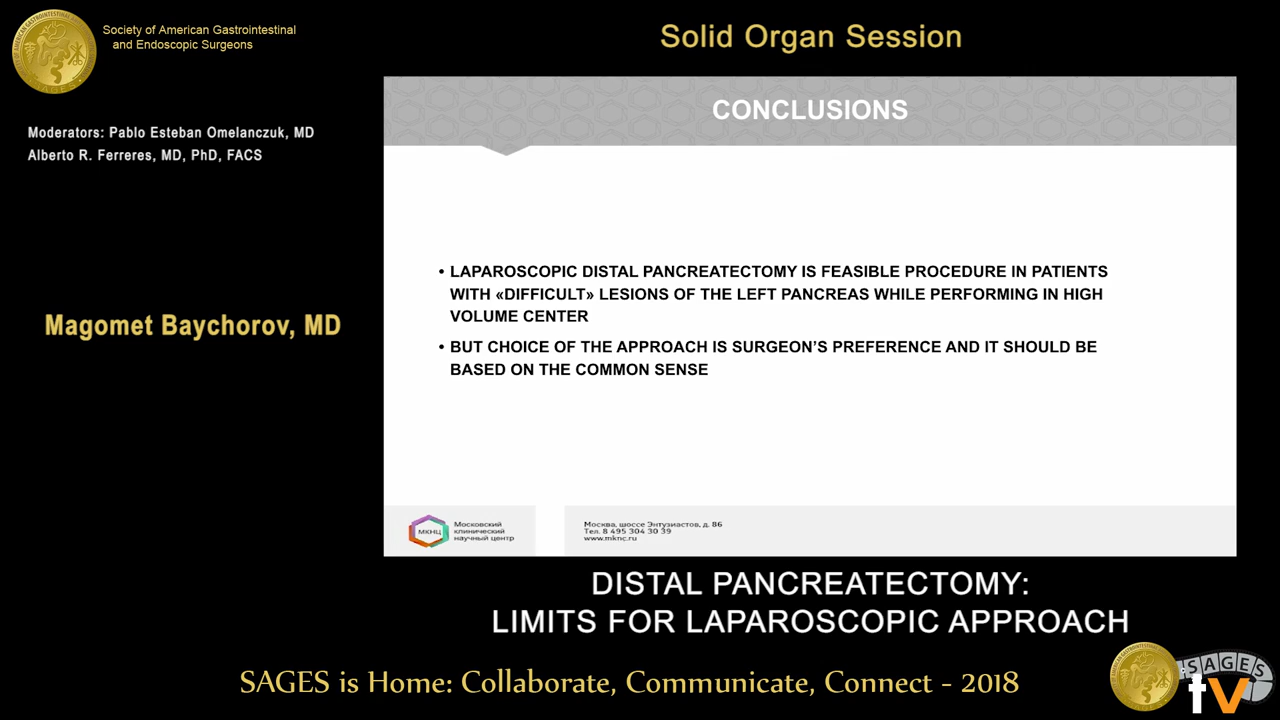 Society of American Gastrointestinal
and Endoscopic Surgeons
Solid Organ Session
Moderators: Pablo Esteban Omelanczuk, MD
Alberto R. Ferreres, MD, PhD, FACS
Magomet Baychorov, MD
CONCLUSIONS
• LAPAROSCOPIC DISTAL PANCREATECTOMY IS FEASIBLE PROCEDURE IN PATIENTS
WITH «DIFFICULT» LESIONS OF THE LEFT PANCREAS WHILE PERFORMING IN HIGH
VOLUME CENTER
• BUT CHOICE OF THE APPROACH IS SURGEON’S PREFERENCE AND IT SHOULD BE
BASED ON THE COMMON SENSE
МКНЦ
Московский
клинический
научный центр
Москва, шоссе Энтузиастов, д. 86
Тел. 8 495 304 30 39
www.mknc.ru
DISTAL PANCREATECTOMY:
LIMITS FOR LAPAROSCOPIC APPROACH
SAGES is Home: Collaborate, Communicate, Connect - 2018
SAGES
tv